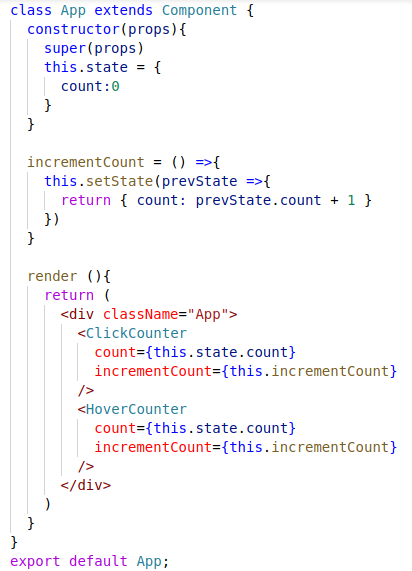 class App extends Component {
  constructor(props){
    super(props)
    this.state = {
      count:0
    }
  }

  incrementCount = () =>{
    this.setState(prevState =>{
      return { count: prevState.count + 1 }
    })
  }

  render (){
    return (
      <div className="App">
        <ClickCounter
          count={this.state.count}
          incrementCount={this.incrementCount}
        />
        <HoverCounter
          count={this.state.count}
          incrementCount={this.incrementCount}
        />
      </div>
    )
  }
}
export default App;